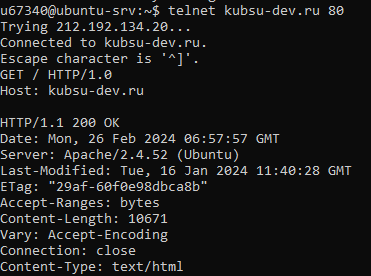 u67340@ubuntu-srv:~$ telnet kubsu-dev.ru 80
Trying 212.192.134.20...
Connected to kubsu-dev.ru.
Escape character is '^]'.
GET / HTTP/1.0
Host: kubsu-dev.ru

HTTP/1.1 200 OK
Date: Mon, 26 Feb 2024 06:57:57 GMT
Server: Apache/2.4.52 (Ubuntu)
Last-Modified: Tue, 16 Jan 2024 11:40:28 GMT
ETag: "29af-60f0e98dbca8b"
Accept-Ranges: bytes
Content-Length: 10671
Vary: Accept-Encoding
Connection: close
Content-Type: text/html